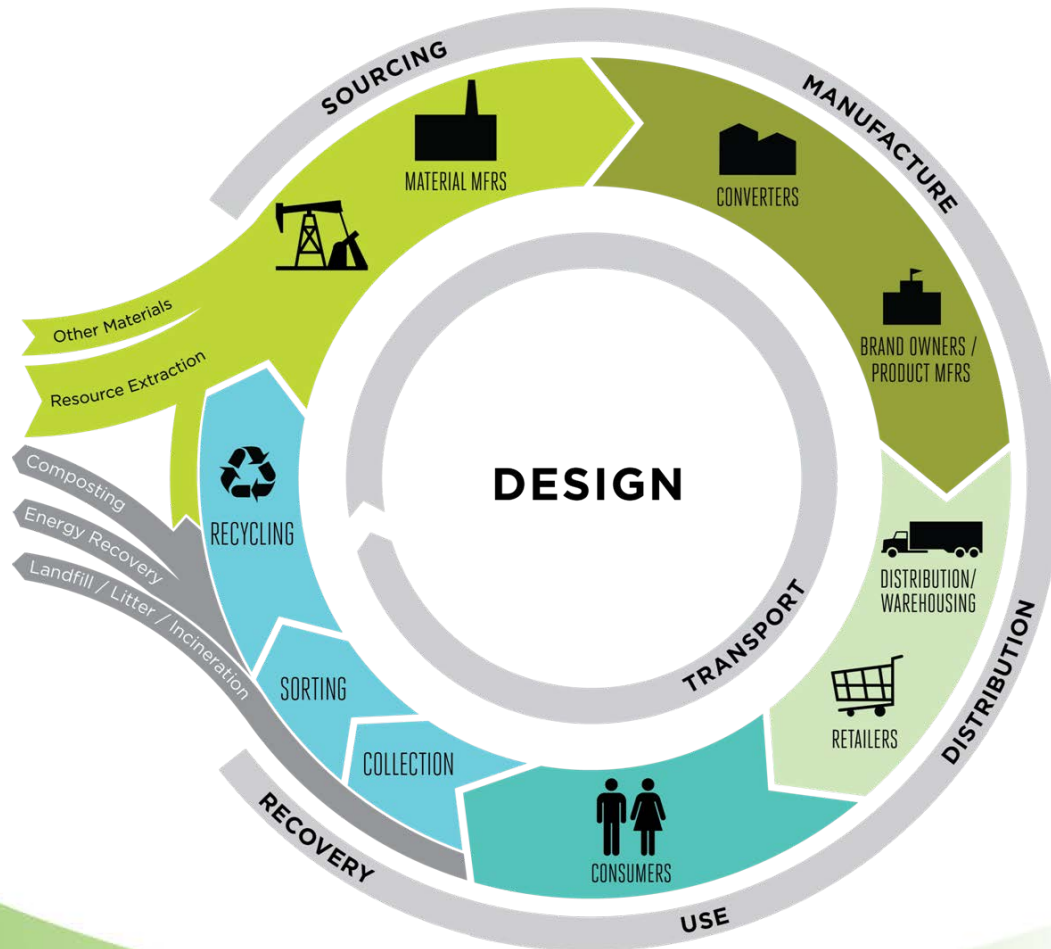 SOURCING
MANUFACTURE
MATERIAL MFRS
CONVERTERS
Other Materials
Resource Extraction
BRAND OWNERS /
PRODUCT MFRS
Composting
Energy Recovery
Landfill / Litter / Incineration
RECYCLING
DESIGN
DISTRIBUTION/
WAREHOUSING
TRANSPORT
SORTING
COLLECTION
RETAILERS
DISTRIBUTION
CONSUMERS
RECOVERY
USE